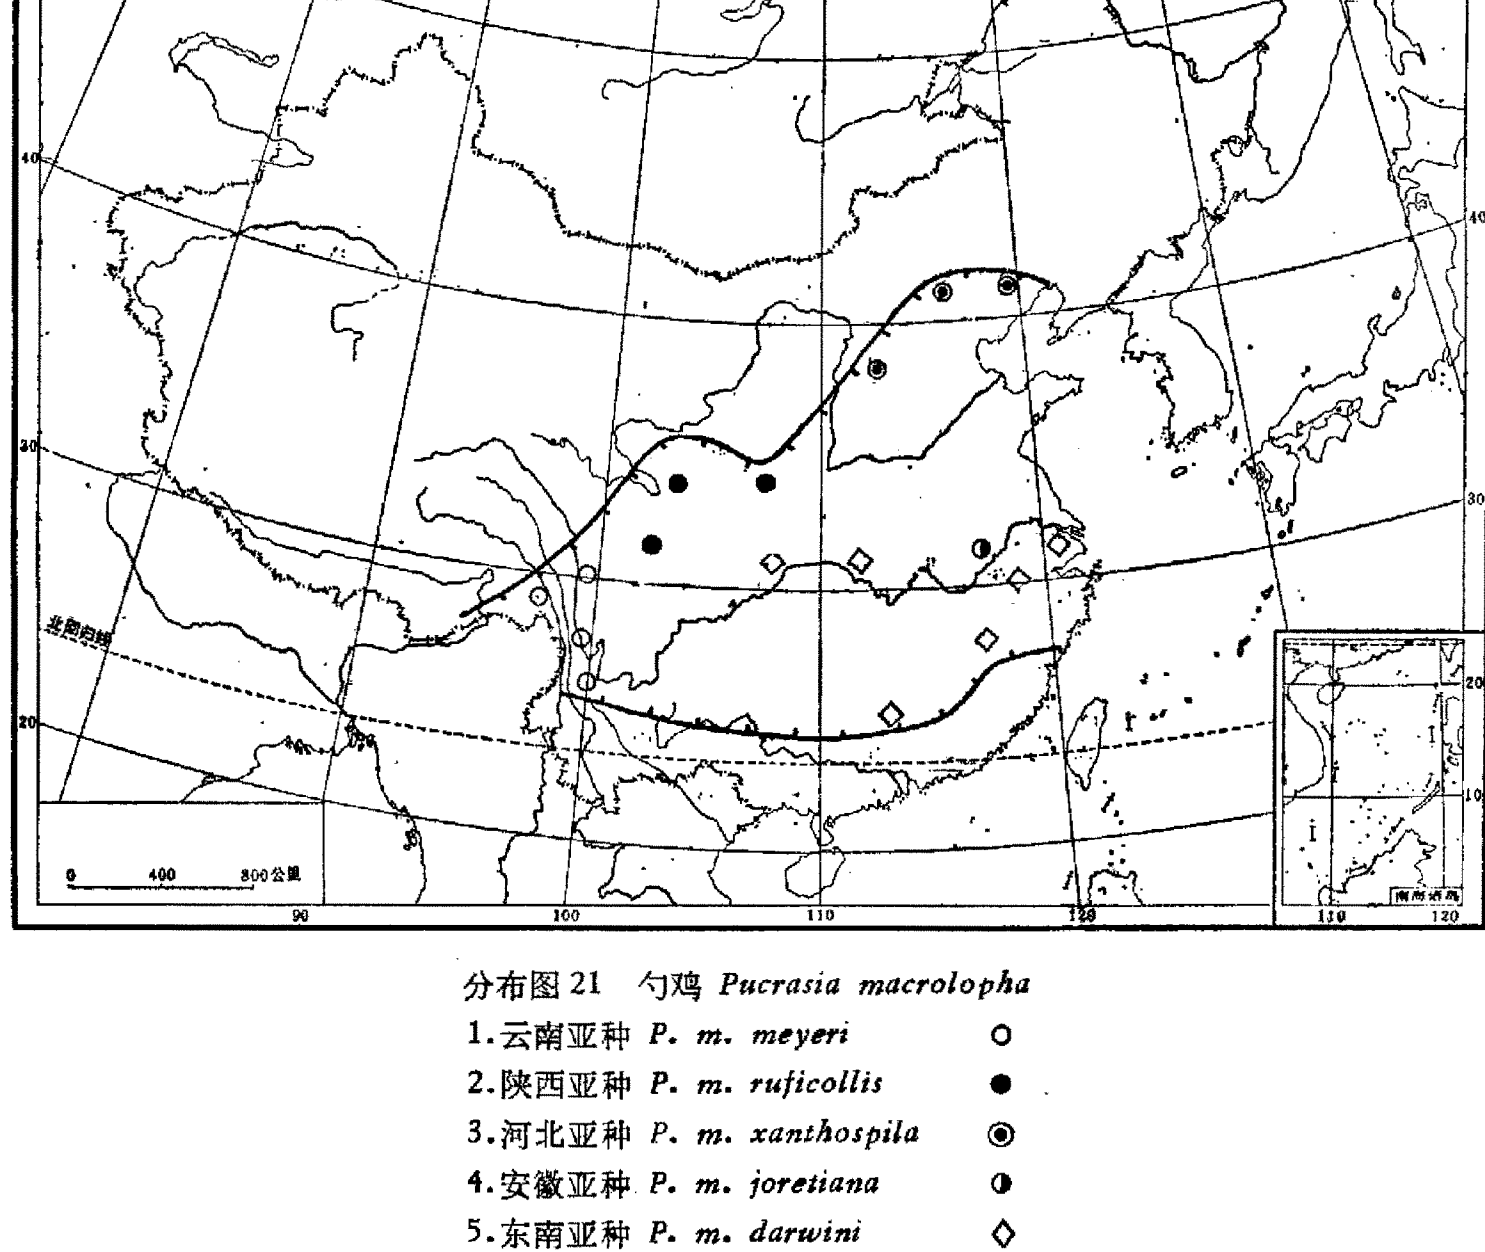 40
40
30
30
北回归线
20
20
10
0 400 800公里
南海诸岛
90 100 110 120 110 120
分布图 21 勺鸡 Pucrasia macrolopha
1.云南亚种 P. m. meyeri
2.陕西亚种 P. m. ruficollis
3.河北亚种 P. m. xanthospila
4.安徽亚种 P. m. joretiana
5.东南亚种 P. m. darwini